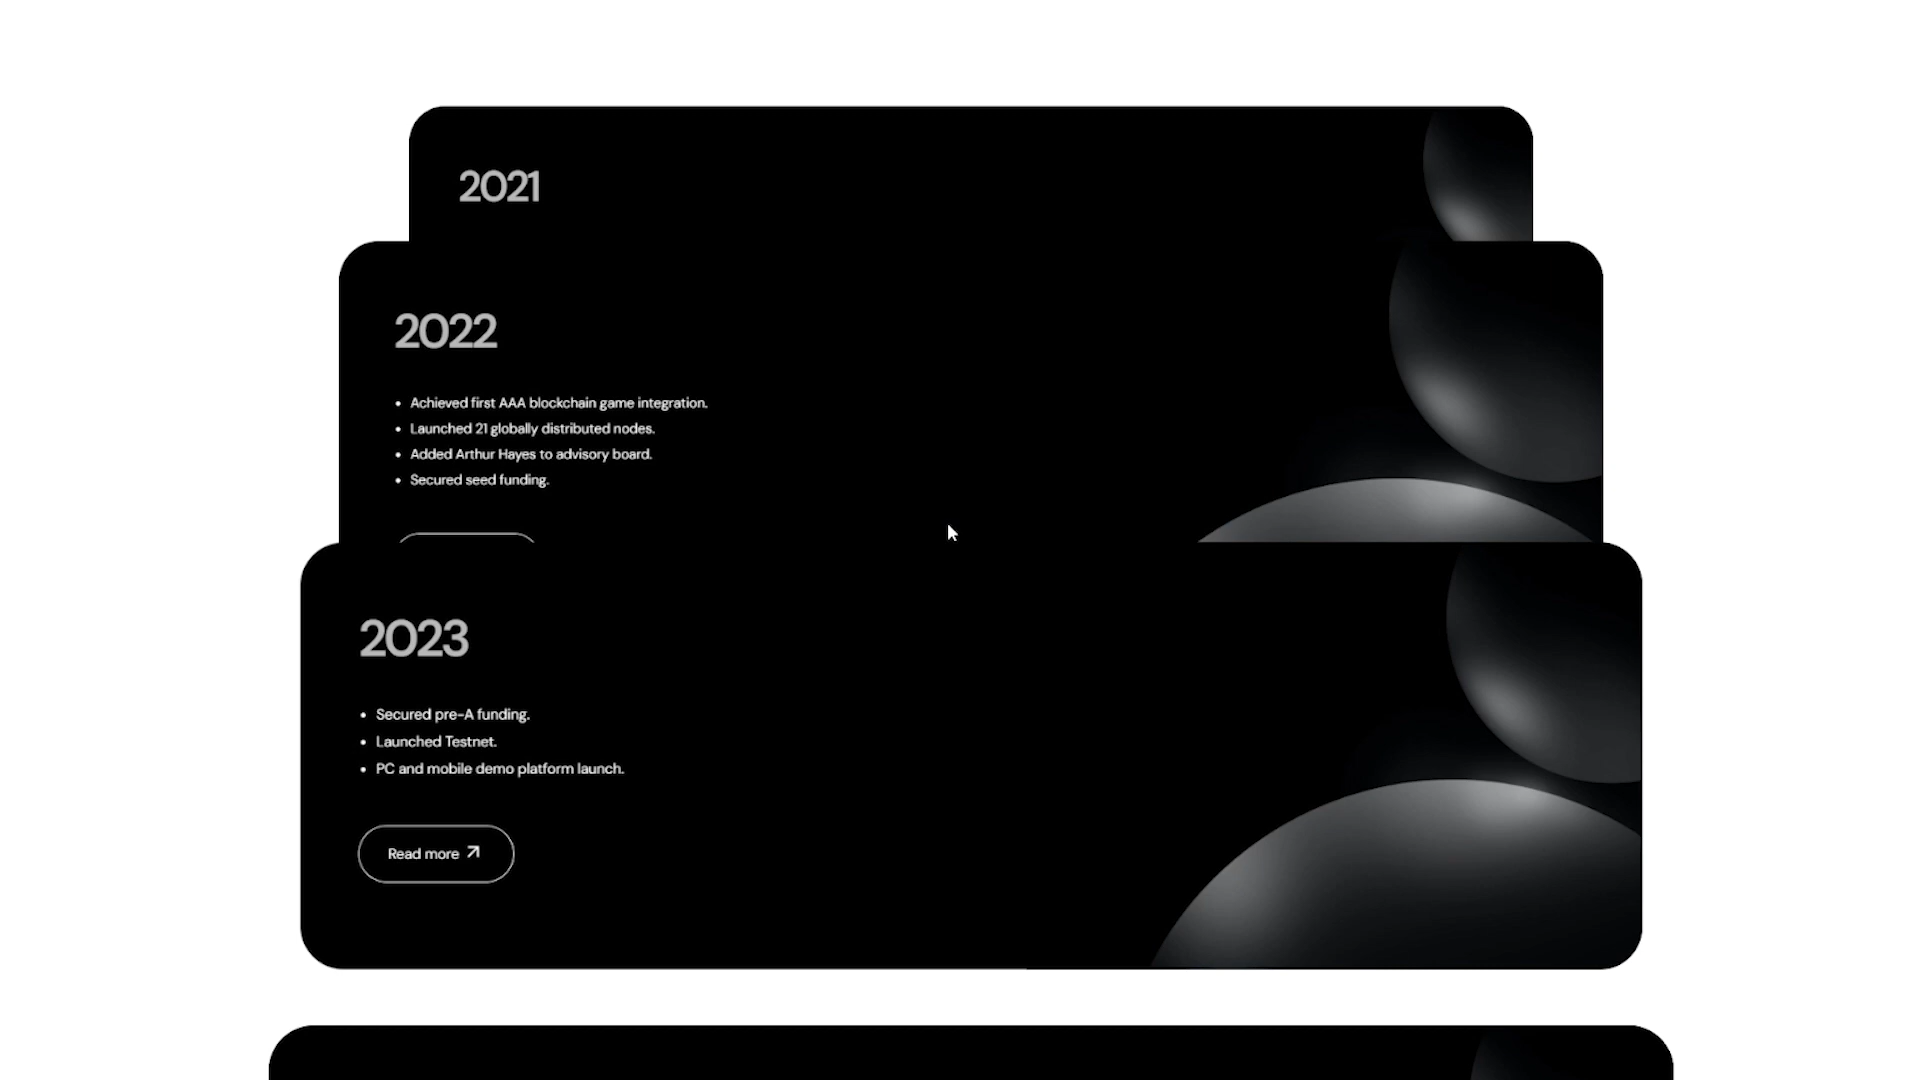 2021
2022
• Achieved first AAA blockchain game integration.
• Launched 21 globally distributed nodes.
• Added Arthur Hayes to advisory board.
• Secured seed funding.
2023
• Secured pre-A funding.
• Launched Testnet.
• PC and mobile demo platform launch.
Read more